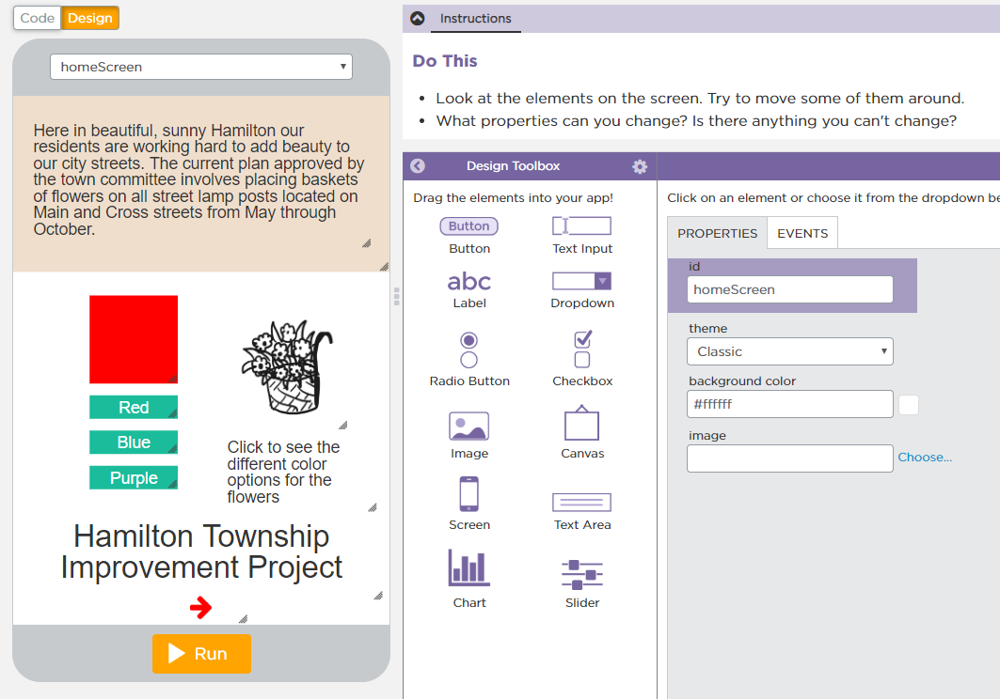 Code Design
homeScreen
Here in beautiful, sunny Hamilton our
residents are working hard to add beauty to
our city streets. The current plan approved by
the town committee involves placing baskets
of flowers on all street lamp posts located on
Main and Cross streets from May through
October.
Red
Blue
Purple
Click to see the
different color
options for the
flowers
Hamilton Township
Improvement Project
Run
Instructions
Do This
• Look at the elements on the screen. Try to move some of them around.
• What properties can you change? Is there anything you can't change?
Design Toolbox
Drag the elements into your app!
Button
Button Text Input
abc
Label Dropdown
Radio Button Checkbox
Image Canvas
Screen Text Area
Chart Slider
Click on an element or choose it from the dropdown be
PROPERTIES EVENTS
id
homeScreen
theme
Classic
background color
#ffffff
image
Choose...